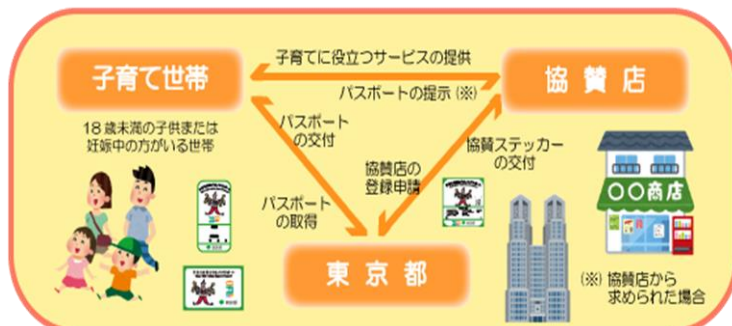 子育てに役立つサービスの提供
子育て世帯
協賛店
パスポートの提示(※)
18歳未満の子供または
妊娠中の方がいる世帯
パスポート
の交付
協賛ステッカー
の交付
協賛店の
登録申請
パスポート
の取得
〇〇商店
東京都
(※)協賛店から
求められた場合